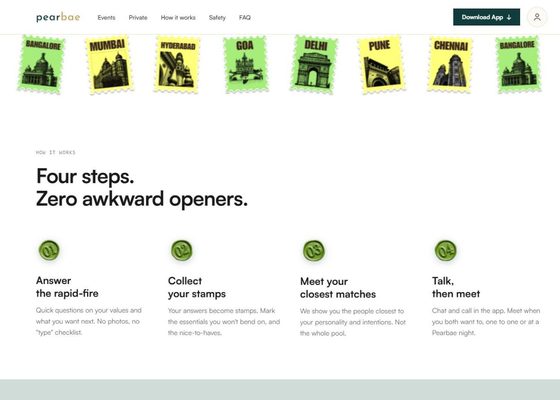 pearbae
Events
Private
How it works
Safety
FAQ
Download App ↓
BANGALORE
MUMBAI
HYDERABAD
GOA
DELHI
PUNE
CHENNAI
BANGALORE
HOW IT WORKS
Four steps.
Zero awkward openers.
01
Answer
the rapid-fire
Quick questions on your values and
what you want next. No photos, no
"type" checklist.
02
Collect
your stamps
Your answers become stamps. Mark
the essentials you won't bend on, and
the nice-to-haves.
03
Meet your
closest matches
We show you the people closest to
your personality and intentions. Not
the whole pool.
04
Talk,
then meet
Chat and call in the app. Meet when
you both want to, one to one or at a
Pearbae night.